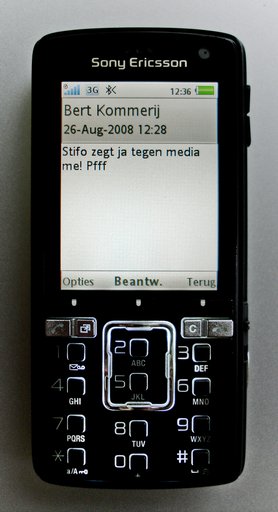 Sony Ericsson
3G 12:36
Bert Kommerij
26-Aug-2008 12:28
Stifo zegt ja tegen media
me! Pfff
Opties Beantw. Terug
C
1 2 ABC 3 DEF
4 GHI 5 JKL 6 MNO
7 PQRS 8 TUV 9 WXYZ
* a/A 0 + #